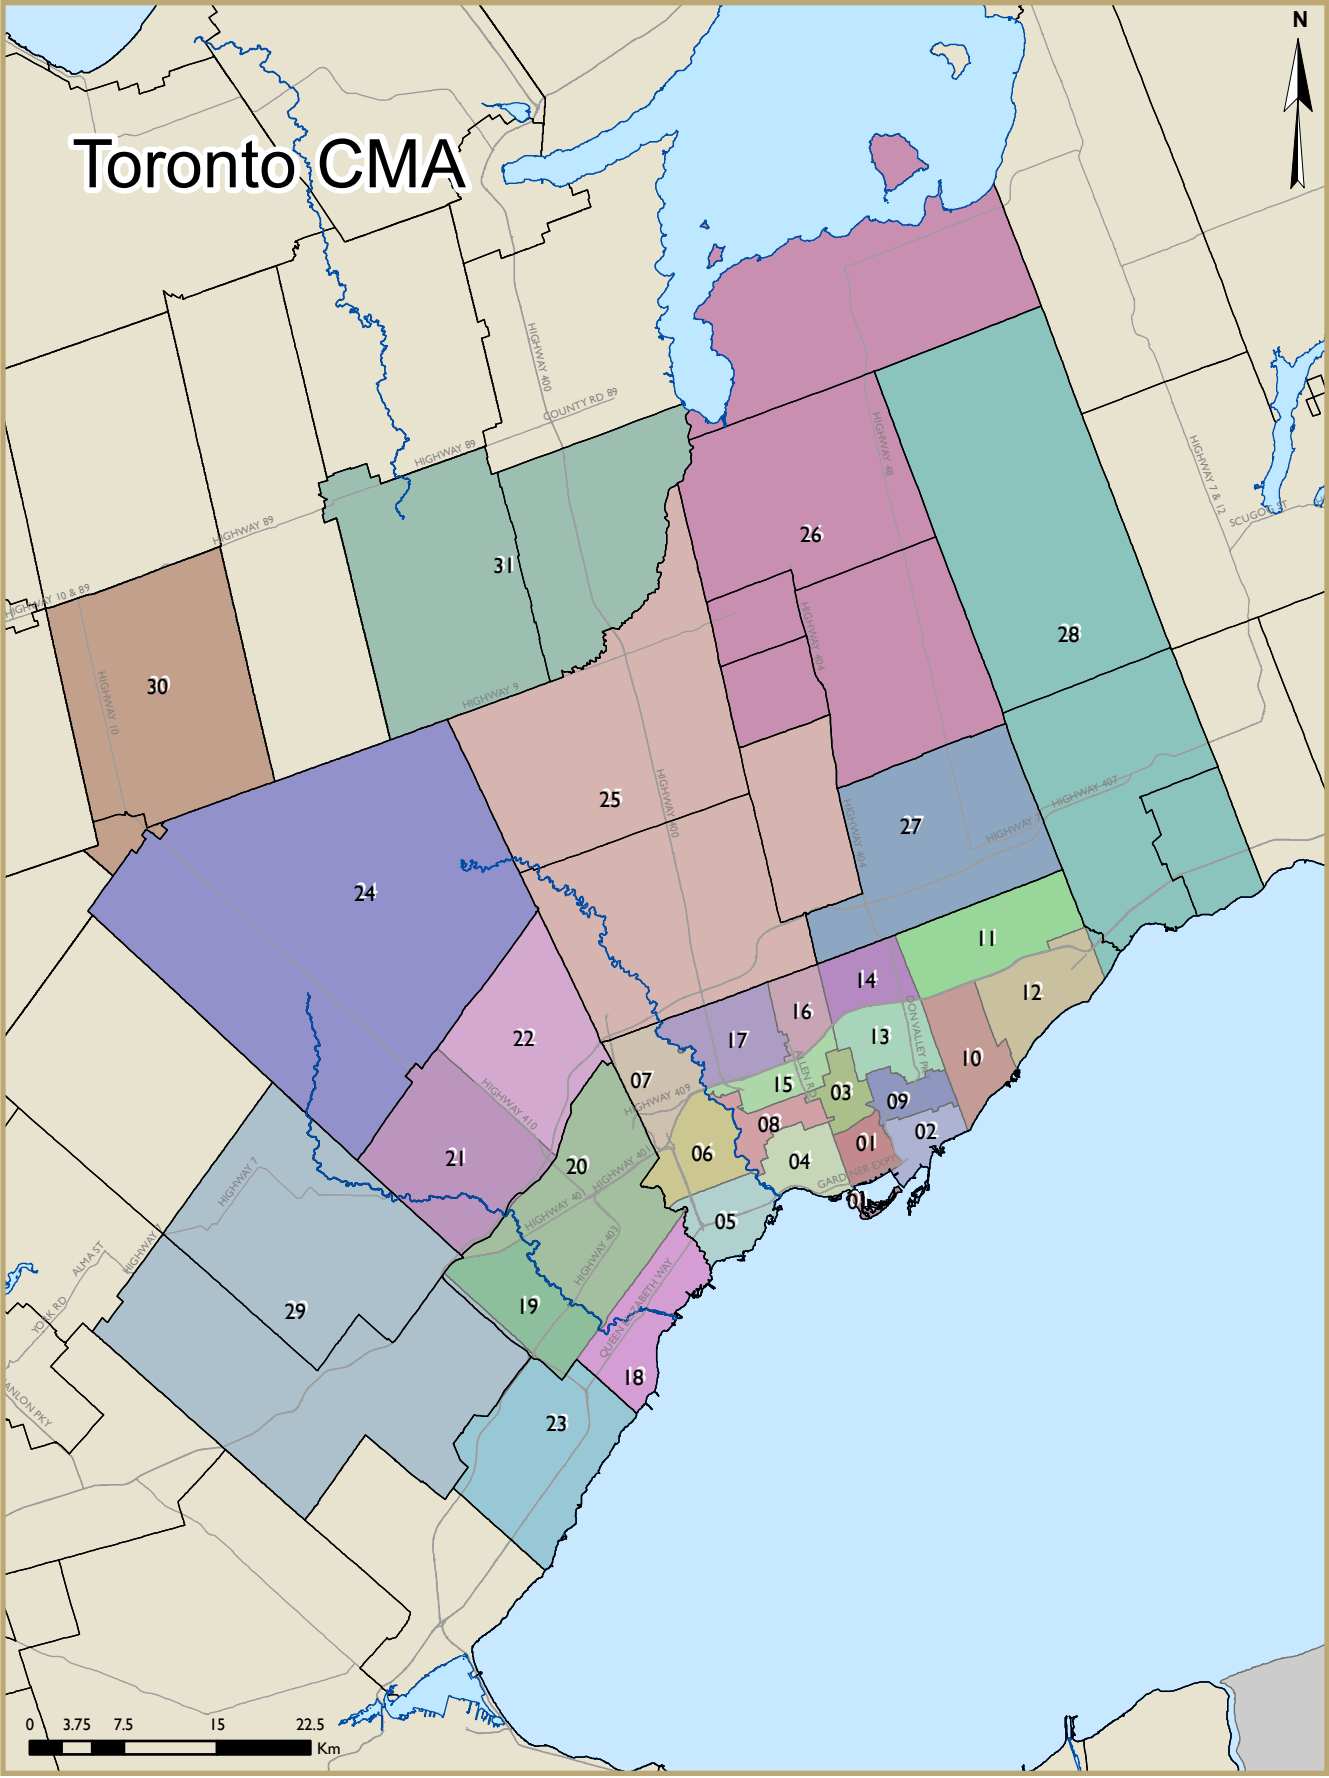 N
Toronto CMA
HIGHWAY 400
COUNTY RD 89
HIGHWAY 89
HIGHWAY 48
HIGHWAY 7 & 12
SCUGOG ST
HIGHWAY 89
26
31
HIGHWAY 10 & 89
HIGHWAY 404
28
30
HIGHWAY 10
HIGHWAY 9
25
HIGHWAY 400
HIGHWAY 407
27
HIGHWAY 404
HIGHWAY 7
24
11
14
12
16
22
17
13
DON VALLEY PK
10
07
15
ALLEN RD
03
HIGHWAY 409
HIGHWAY 410
09
08
02
01
06
04
21
20
HIGHWAY 401
GARDINER EXPY
HIGHWAY 7
01
HIGHWAY 401
05
HIGHWAY 7
ALMA ST
HIGHWAY 403
29
19
QUEEN ELIZABETH WAY
YORK RD
18
ANLON PKY
23
0 3.75 7.5 15 22.5
Km